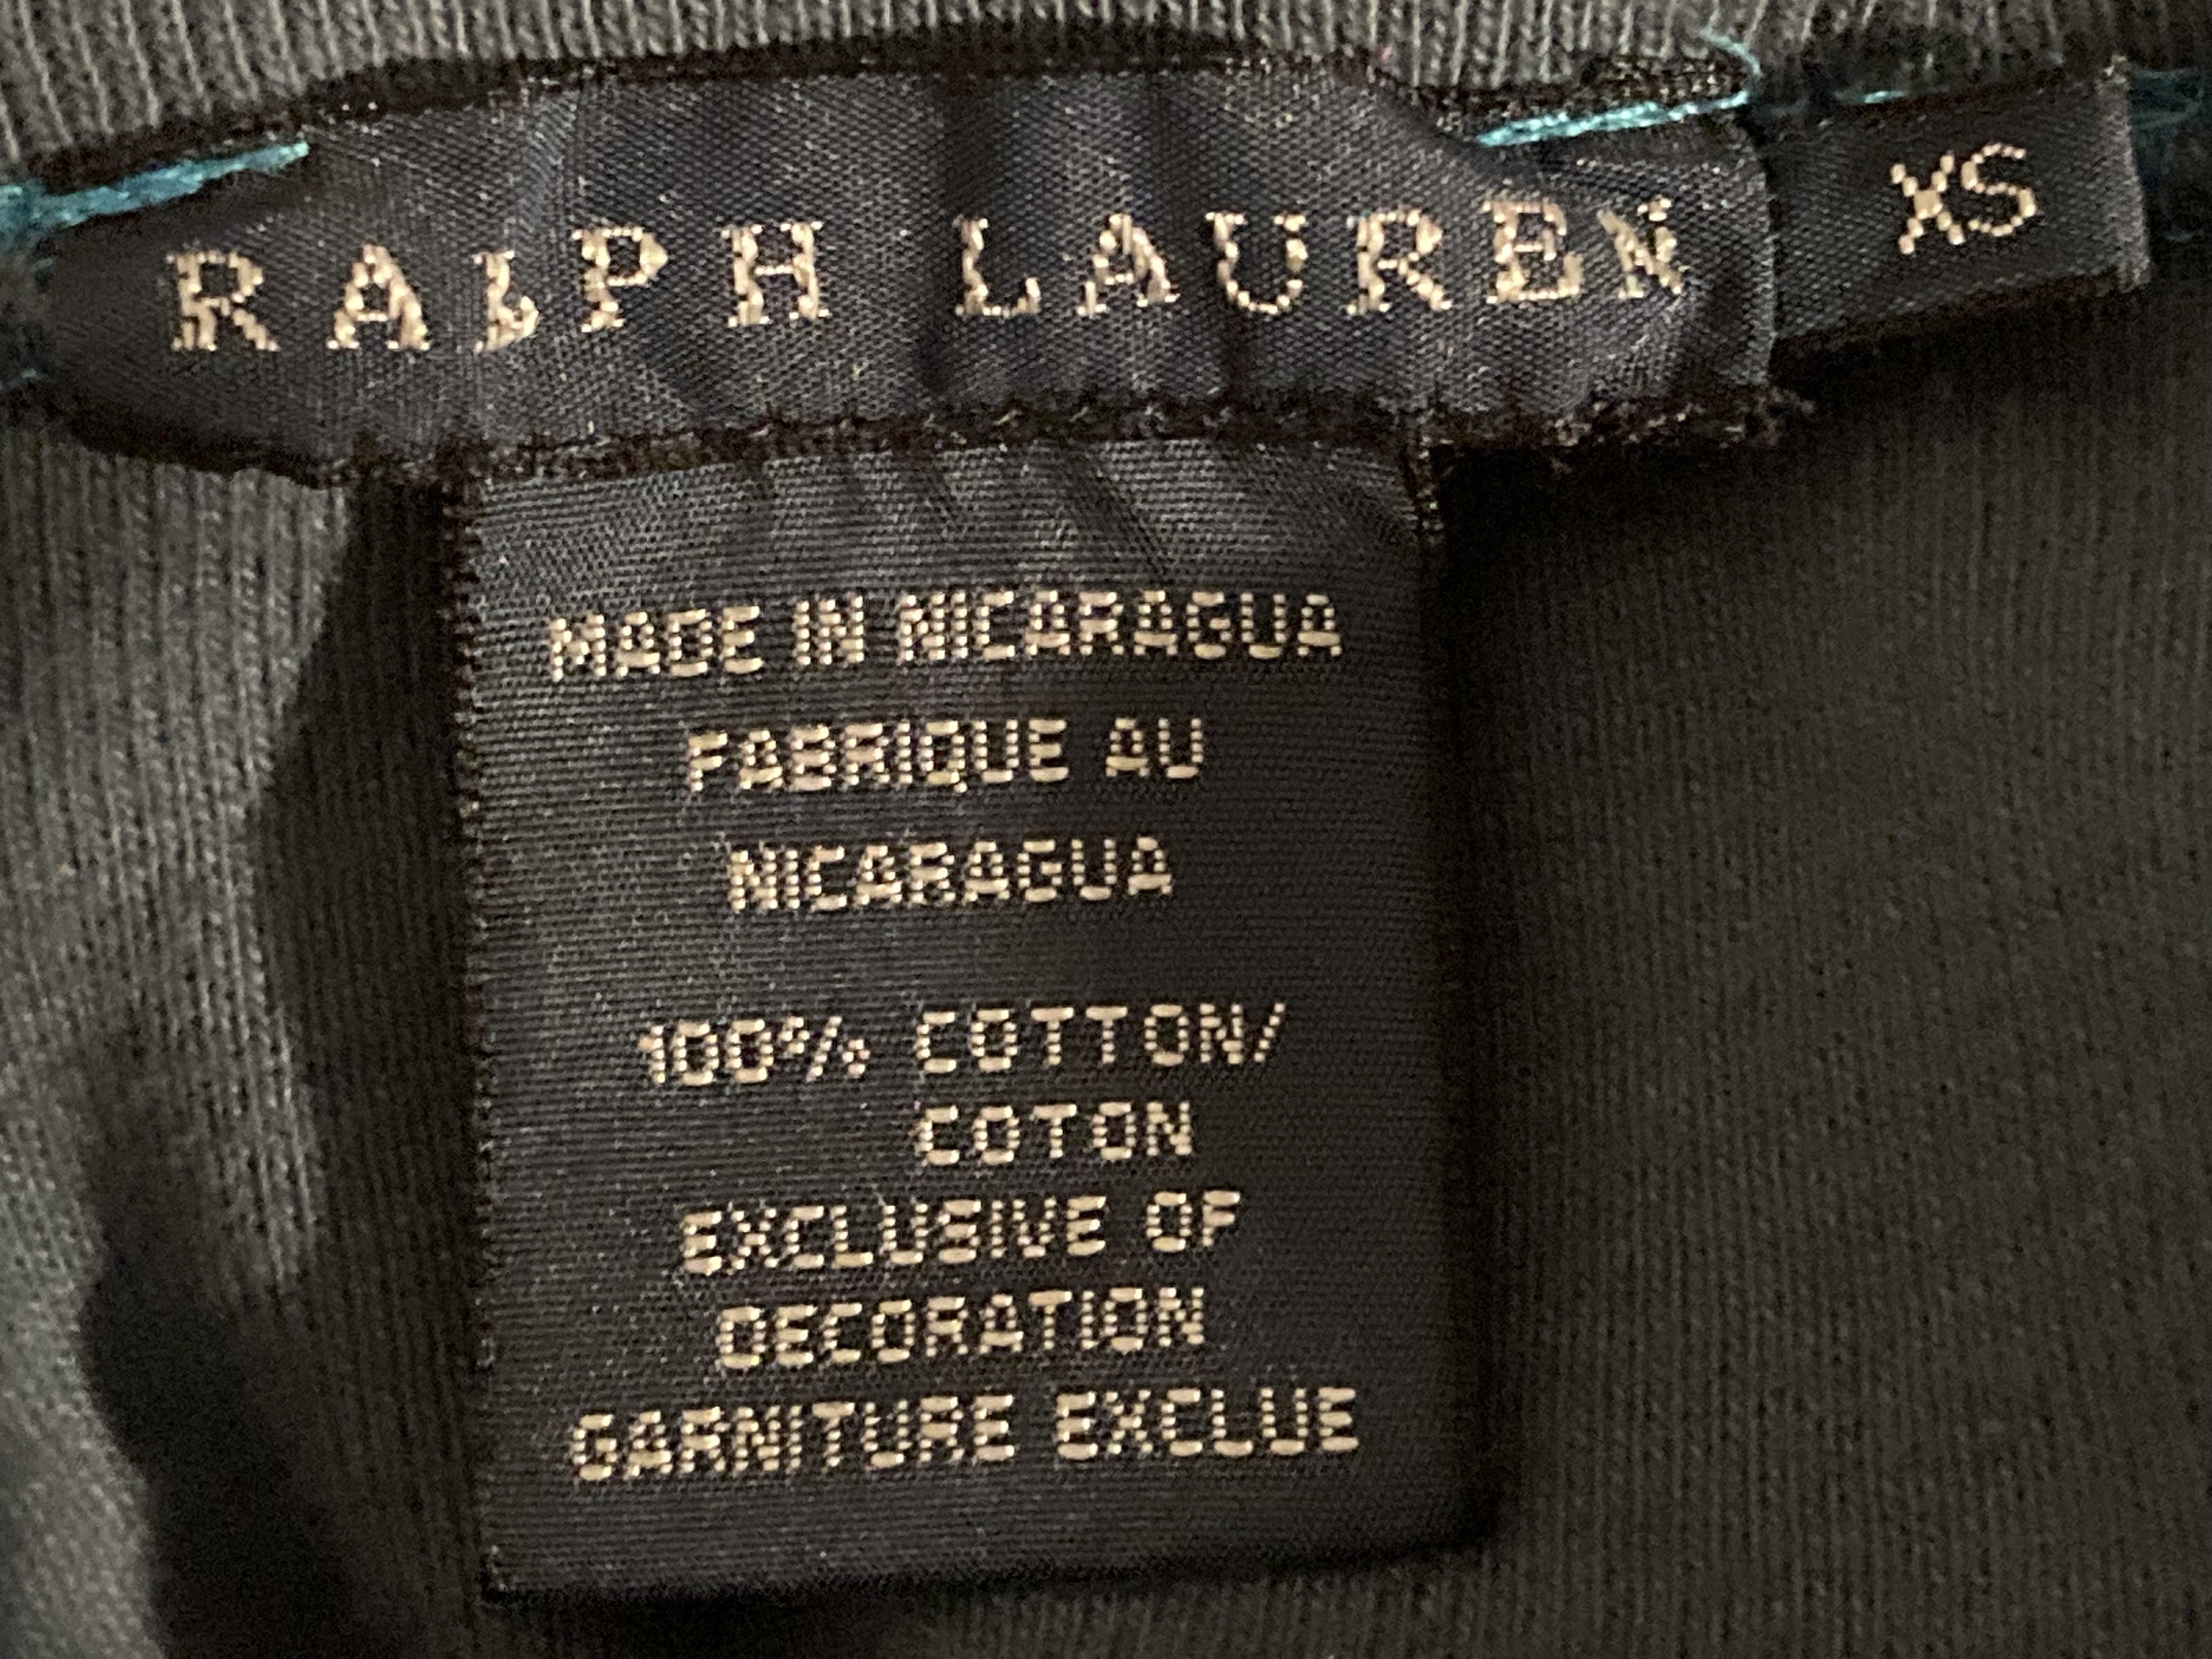 RALPH LAUREN XS
MADE IN NICARAGUA
FABRIQUE AU
NICARAGUA
100% COTTON/
COTON
EXCLUSIVE OF
DECORATION
GARNITURE EXCLUE